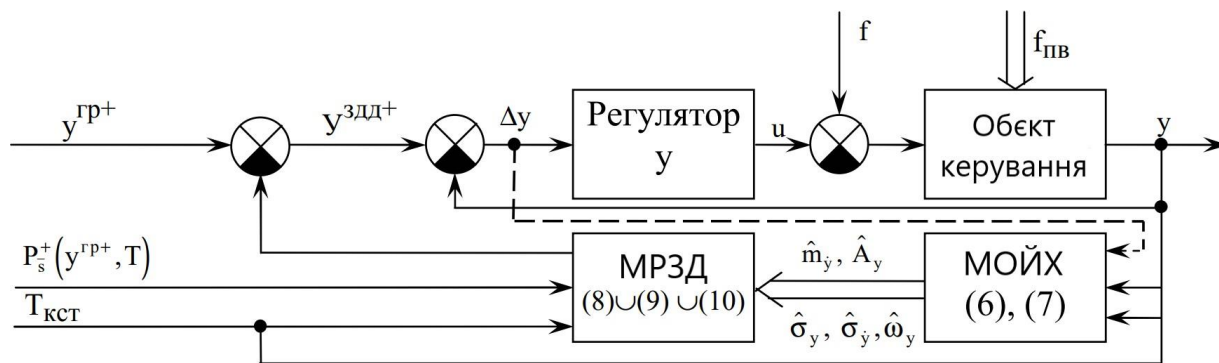 f
f_пв
y^гр+
y^здд+
Δy
Регулятор
y
u
Обєкт
керування
y
P_s̄^+(y^гр+, T)
T_кст
МРЗД
(8)∪(9) ∪(10)
m̂_ẏ, Â_y
σ̂_y, σ̂_ẏ, ω̂_y
МОЙХ
(6), (7)